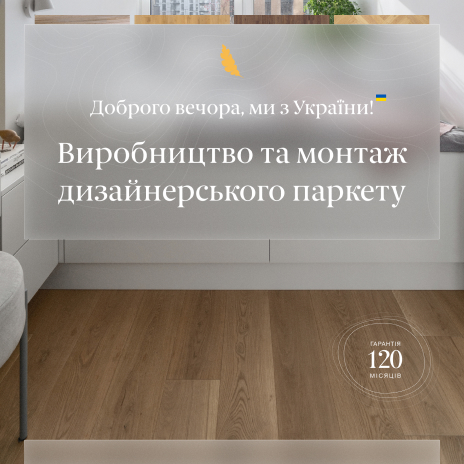 Доброго вечора, ми з України!
Виробництво та монтаж
дизайнерського паркету
ГАРАНТІЯ
120
МІСЯЦІВ